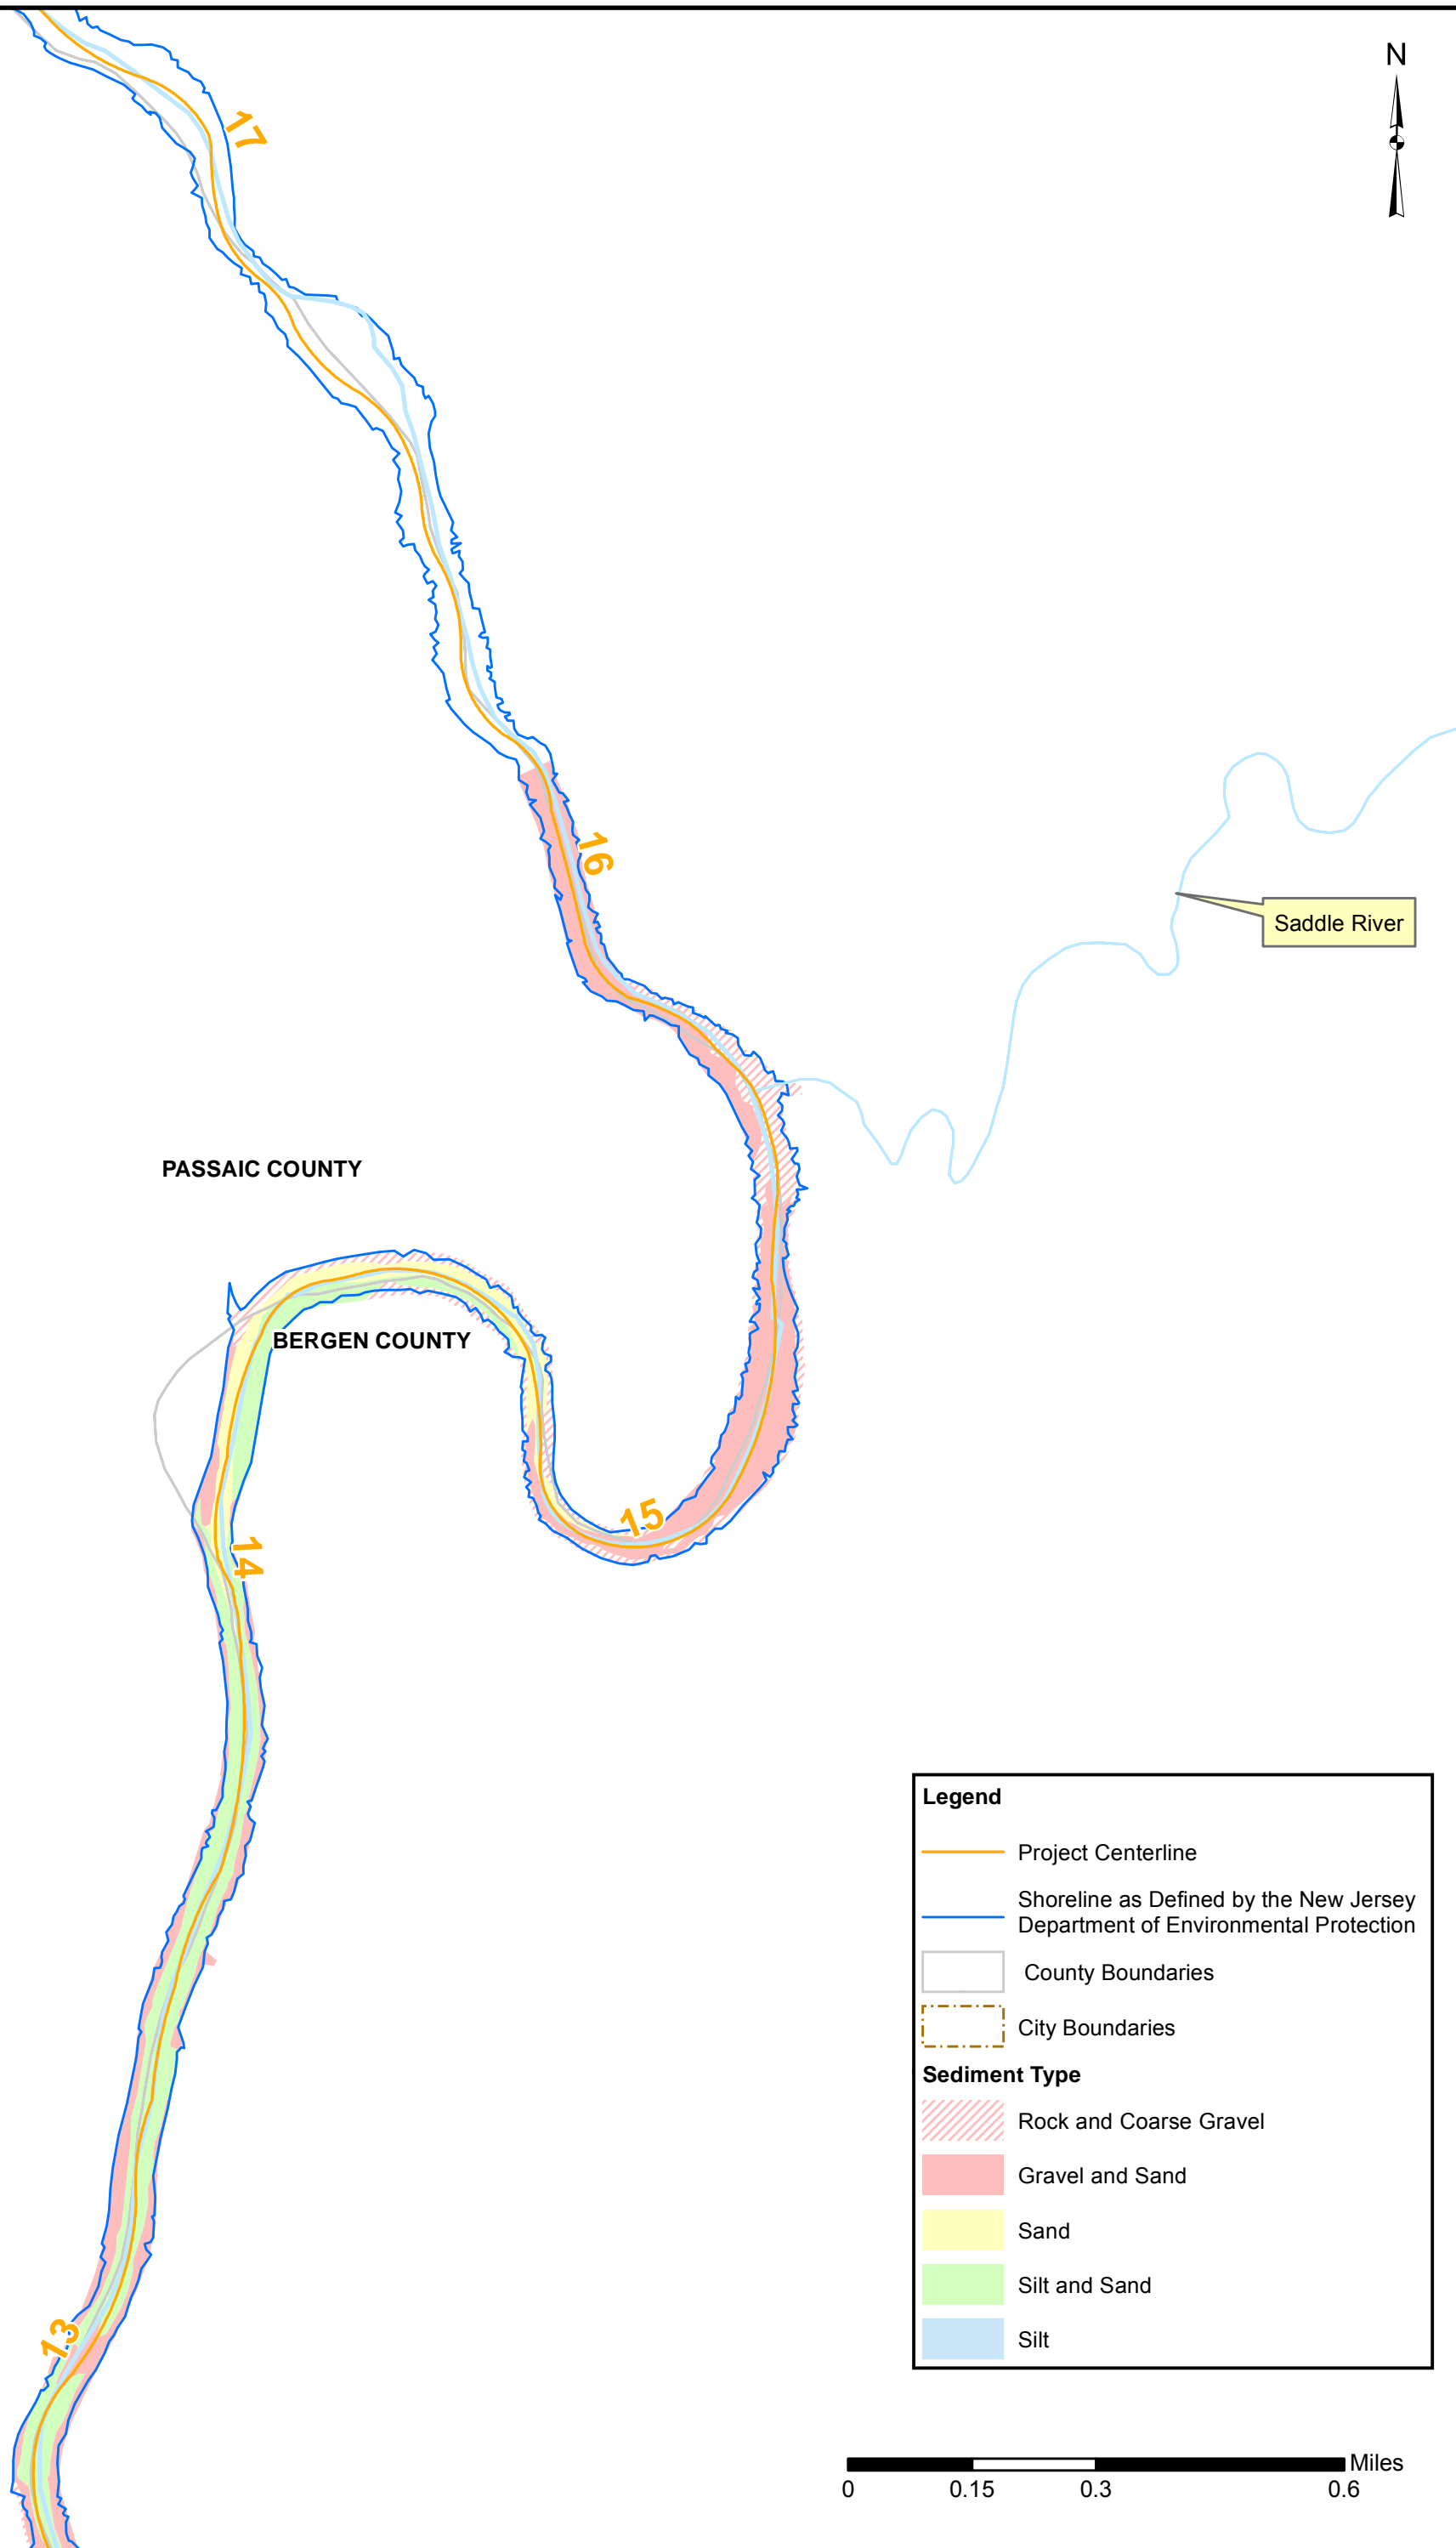 N
17
16
Saddle River
PASSAIC COUNTY
BERGEN COUNTY
15
14
Legend
Project Centerline
Shoreline as Defined by the New Jersey
Department of Environmental Protection
County Boundaries
City Boundaries
Sediment Type
Rock and Coarse Gravel
Gravel and Sand
Sand
Silt and Sand
Silt
13
Miles
0 0.15 0.3 0.6